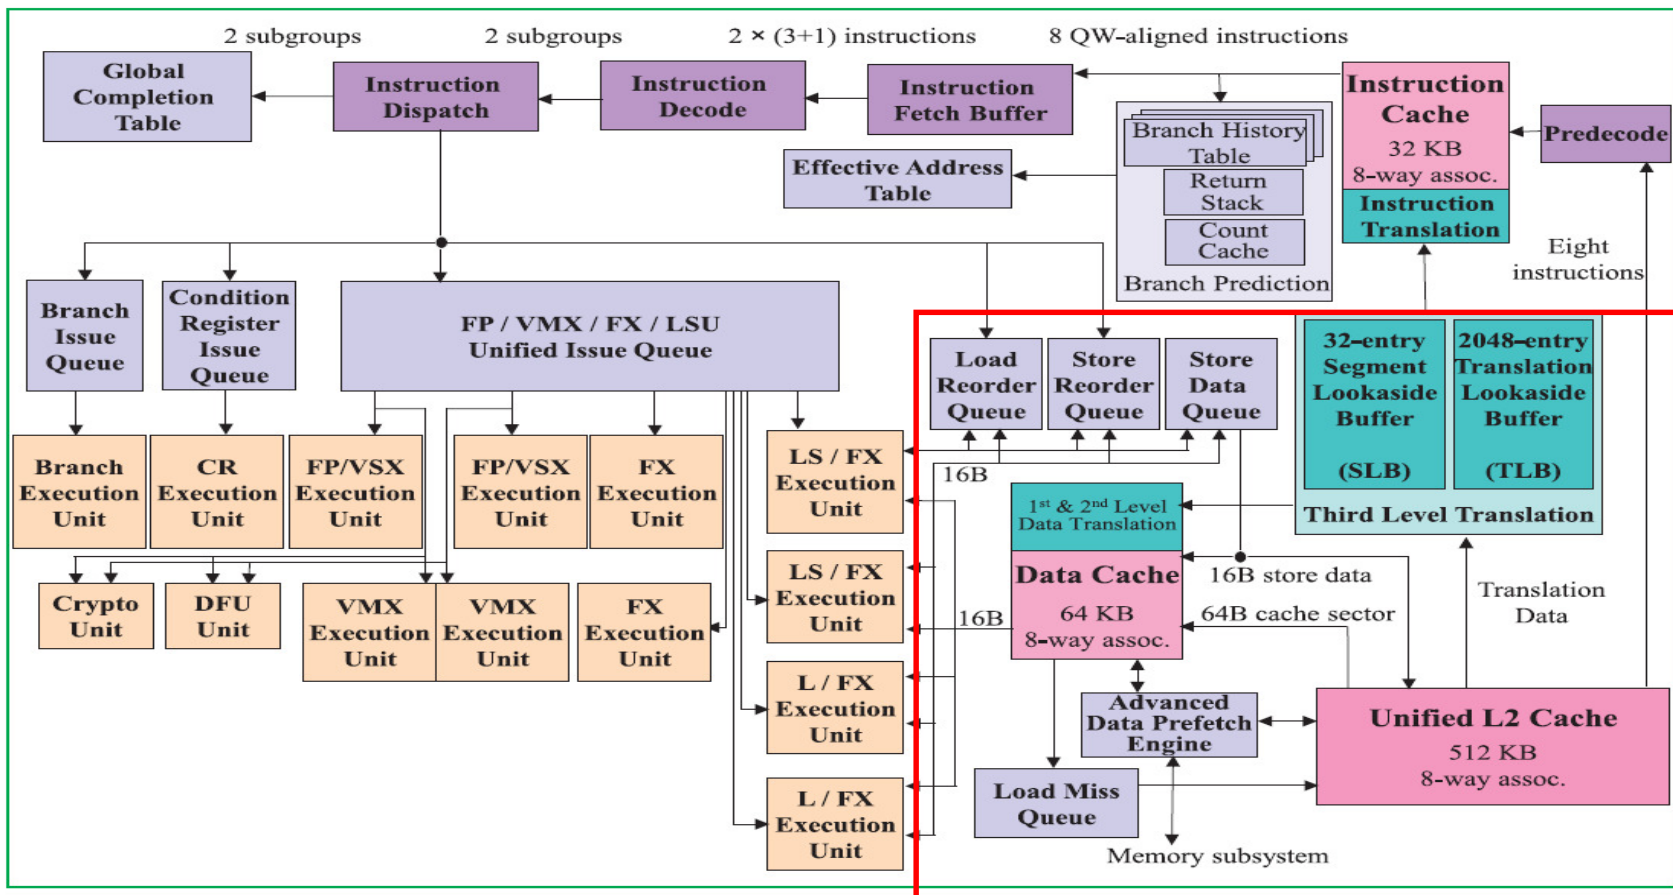 2 subgroups
2 subgroups
2 × (3+1) instructions
8 QW-aligned instructions
Global
Completion
Table
Instruction
Dispatch
Instruction
Decode
Instruction
Fetch Buffer
Instruction
Cache
32 KB
8-way assoc.
Instruction
Translation
Predecode
Branch History
Table
Return
Stack
Count
Cache
Branch Prediction
Effective Address
Table
Eight
instructions
Branch
Issue
Queue
Condition
Register
Issue
Queue
FP / VMX / FX / LSU
Unified Issue Queue
Load
Reorder
Queue
Store
Reorder
Queue
Store
Data
Queue
32-entry
Segment
Lookaside
Buffer
(SLB)
2048-entry
Translation
Lookaside
Buffer
(TLB)
Third Level Translation
Branch
Execution
Unit
CR
Execution
Unit
FP/VSX
Execution
Unit
FP/VSX
Execution
Unit
FX
Execution
Unit
LS / FX
Execution
Unit
16B
1st & 2nd Level
Data Translation
Data Cache
64 KB
8-way assoc.
16B store data
64B cache sector
Translation
Data
Crypto
Unit
DFU
Unit
VMX
Execution
Unit
VMX
Execution
Unit
FX
Execution
Unit
LS / FX
Execution
Unit
16B
L / FX
Execution
Unit
Advanced
Data Prefetch
Engine
Unified L2 Cache
512 KB
8-way assoc.
L / FX
Execution
Unit
Load Miss
Queue
Memory subsystem